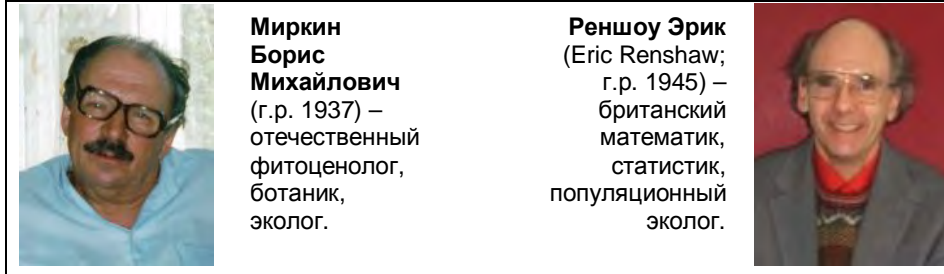 Миркин
Борис
Михайлович
(г.р. 1937) –
отечественный
фитоценолог,
ботаник,
эколог.
Реншоу Эрик
(Eric Renshaw;
г.р. 1945) –
британский
математик,
статистик,
популяционный
эколог.